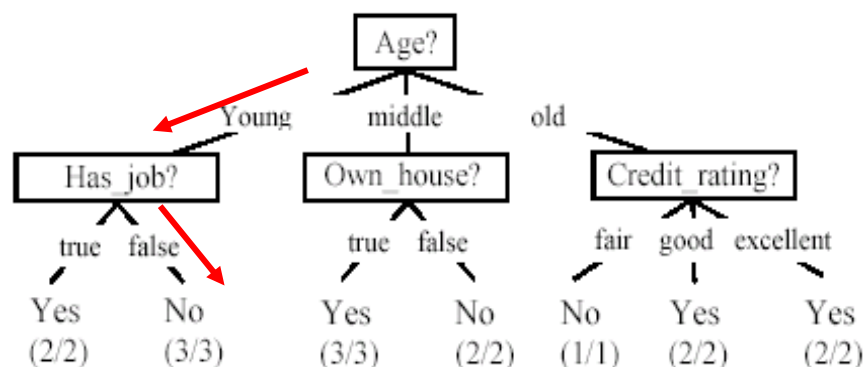 Age?
Young middle old
Has_job? Own_house? Credit_rating?
true false true false fair good excellent
Yes No Yes No No Yes Yes
(2/2) (3/3) (3/3) (2/2) (1/1) (2/2) (2/2)